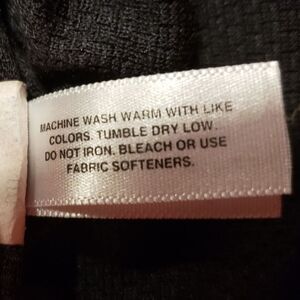 MACHINE WASH WARM WITH LIKE
COLORS. TUMBLE DRY LOW.
DO NOT IRON. BLEACH OR USE
FABRIC SOFTENERS.